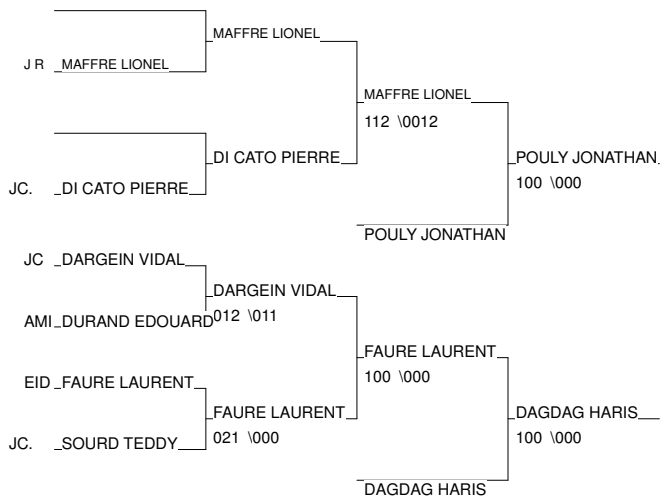 MAFFRE LIONEL
J R MAFFRE LIONEL
MAFFRE LIONEL
112 \0012
DI CATO PIERRE
POULY JONATHAN
100 \000
JC. DI CATO PIERRE
POULY JONATHAN
JC DARGEIN VIDAL
DARGEIN VIDAL
012 \011
AMI DURAND EDOUARD
FAURE LAURENT
100 \000
EID FAURE LAURENT
FAURE LAURENT
021 \000
DAGDAG HARIS
100 \000
JC. SOURD TEDDY
DAGDAG HARIS